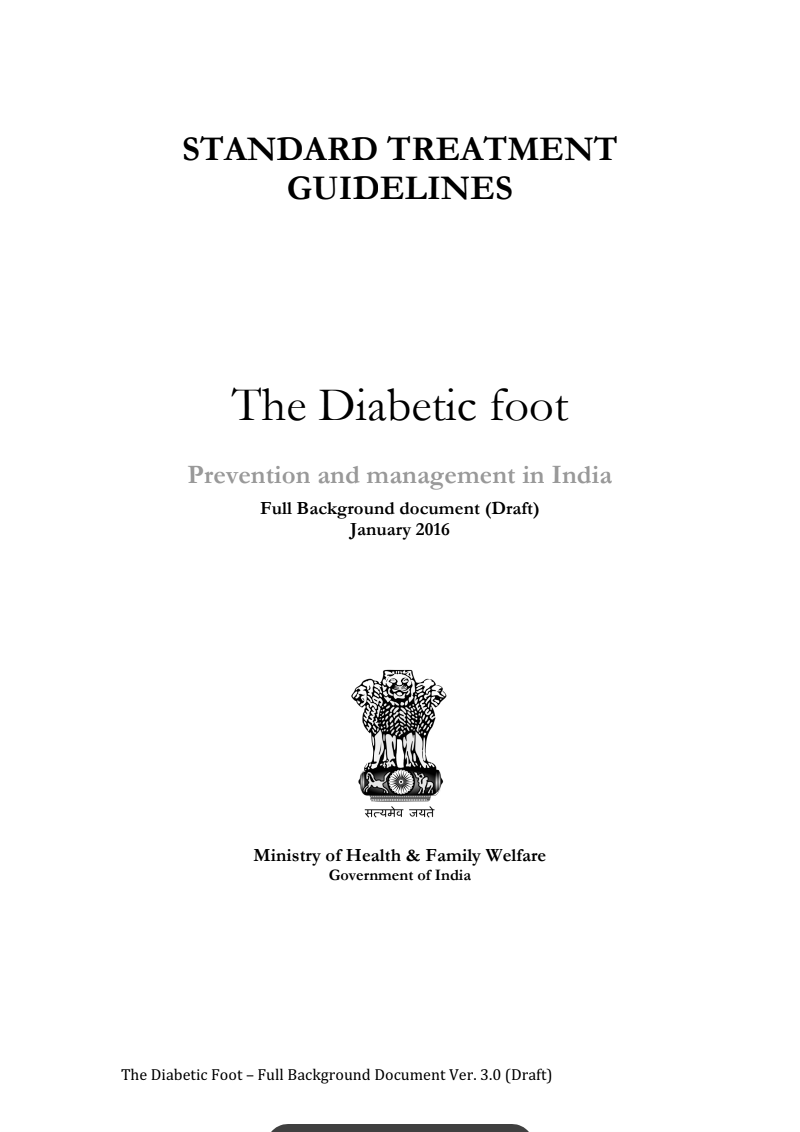 STANDARD TREATMENT
GUIDELINES
The Diabetic foot
Prevention and management in India
Full Background document (Draft)
January 2016
सत्यमेव जयते
Ministry of Health & Family Welfare
Government of India
The Diabetic Foot – Full Background Document Ver. 3.0 (Draft)